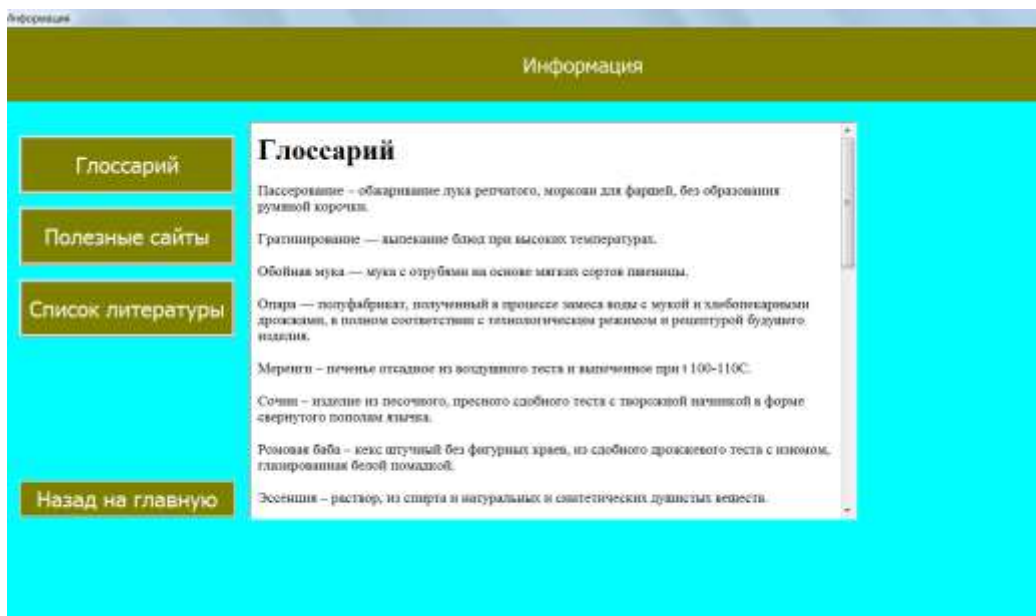 Информация
Информация
Глоссарий
Полезные сайты
Список литературы
Назад на главную
Глоссарий
Пассерование – обжаривание лука репчатого, моркови для фаршей, без образования
румяной корочки.
Гратинирование — выпекание блюд при высоких температурах.
Обойная мука — мука с отрубями на основе мягких сортов пшеницы.
Опара — полуфабрикат, полученный в процессе замеса воды с мукой и хлебопекарными
дрожжами, в полном соответствии с технологическим режимом и рецептурой будущего
изделия.
Меренги – печенье отсадное из воздушного теста и выпеченное при t 100-110С.
Сочни – изделие из песочного, пресного сдобного теста с творожной начинкой в форме
свернутого пополам язычка.
Ромовая баба – кекс штучный без фигурных краев, из сдобного дрожжевого теста с изюмом,
глазированная белой помадкой.
Эссенция – раствор, из спирта и натуральных и синтетических душистых веществ.